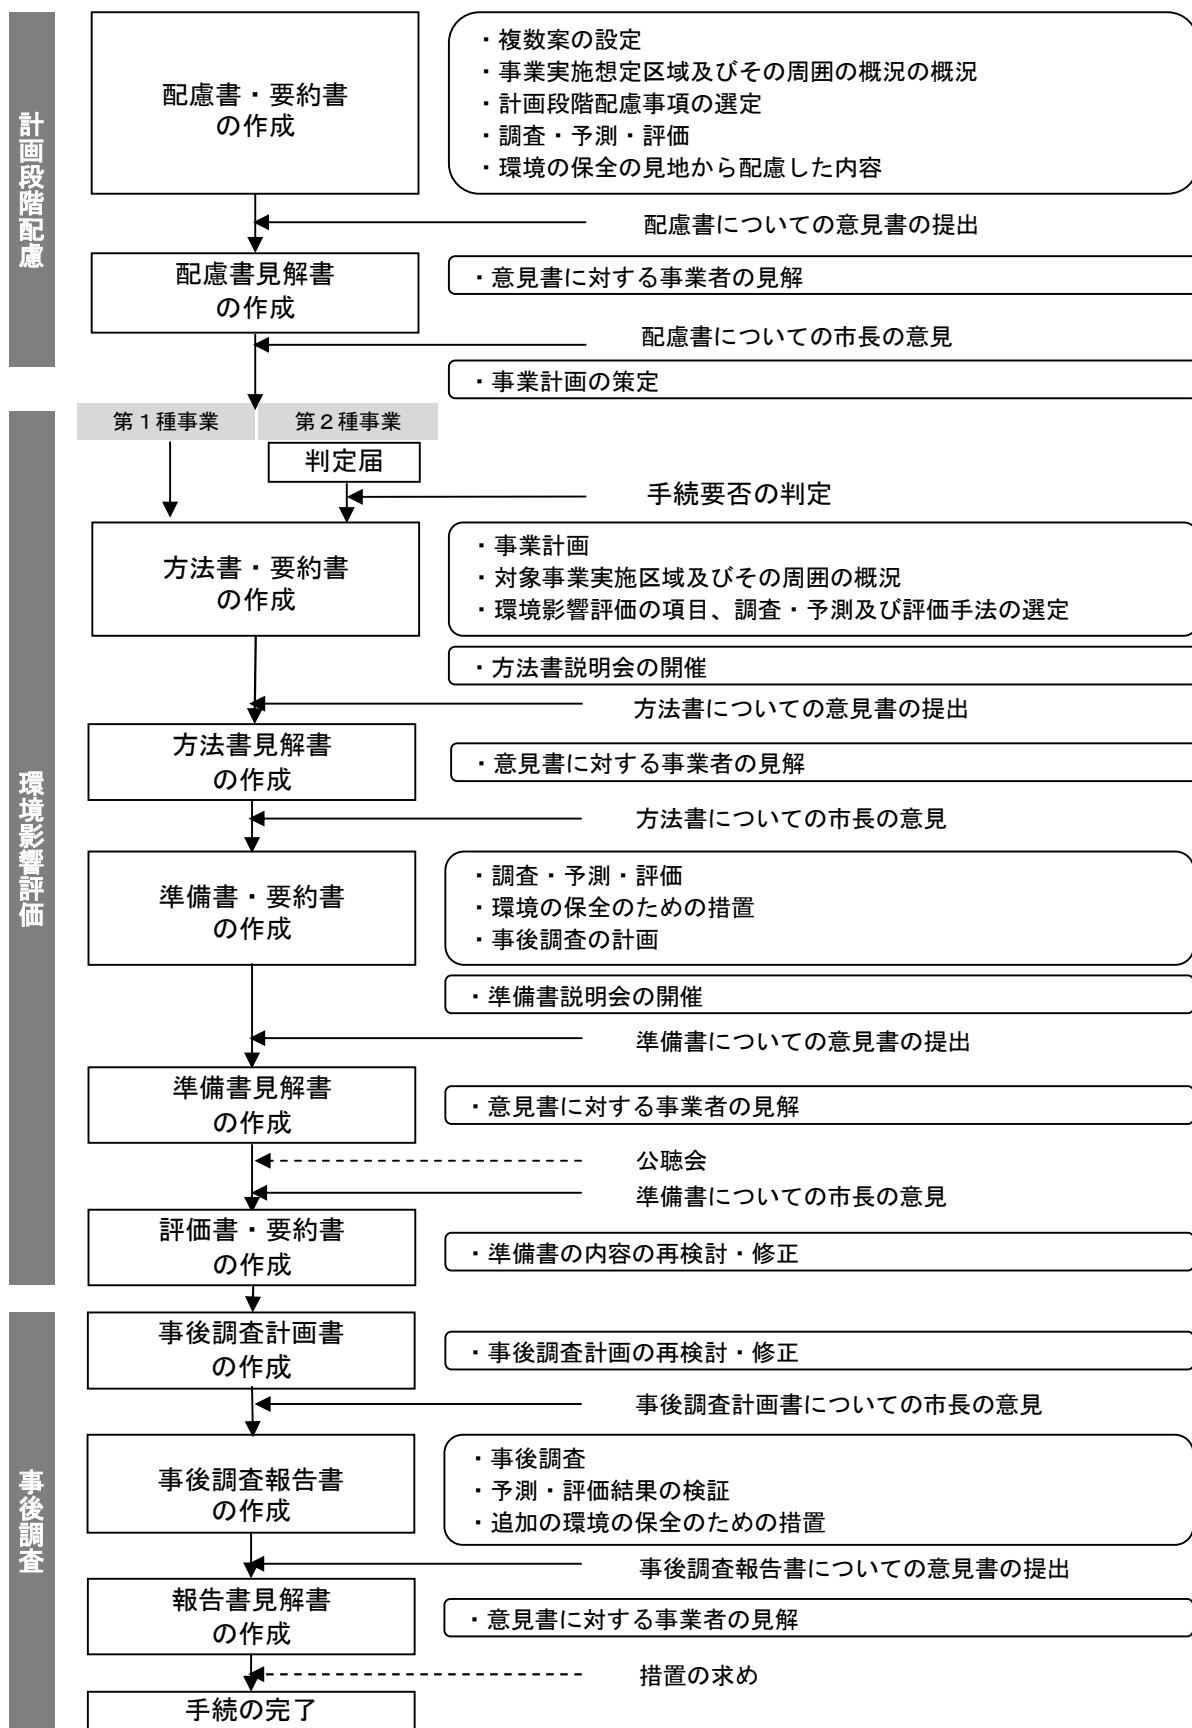 計画段階配慮
配慮書・要約書
の作成
・複数案の設定
・事業実施想定区域及びその周囲の概況の概況
・計画段階配慮事項の選定
・調査・予測・評価
・環境の保全の見地から配慮した内容
配慮書についての意見書の提出
配慮書見解書
の作成
・意見書に対する事業者の見解
配慮書についての市長の意見
・事業計画の策定
環境影響評価
第1種事業
第2種事業
判定届
手続要否の判定
方法書・要約書
の作成
・事業計画
・対象事業実施区域及びその周囲の概況
・環境影響評価の項目、調査・予測及び評価手法の選定
・方法書説明会の開催
方法書についての意見書の提出
方法書見解書
の作成
・意見書に対する事業者の見解
方法書についての市長の意見
準備書・要約書
の作成
・調査・予測・評価
・環境の保全のための措置
・事後調査の計画
・準備書説明会の開催
準備書についての意見書の提出
準備書見解書
の作成
・意見書に対する事業者の見解
公聴会
準備書についての市長の意見
評価書・要約書
の作成
・準備書の内容の再検討・修正
事後調査
事後調査計画書
の作成
・事後調査計画の再検討・修正
事後調査計画書についての市長の意見
事後調査報告書
の作成
・事後調査
・予測・評価結果の検証
・追加の環境の保全のための措置
事後調査報告書についての意見書の提出
報告書見解書
の作成
・意見書に対する事業者の見解
措置の求め
手続の完了